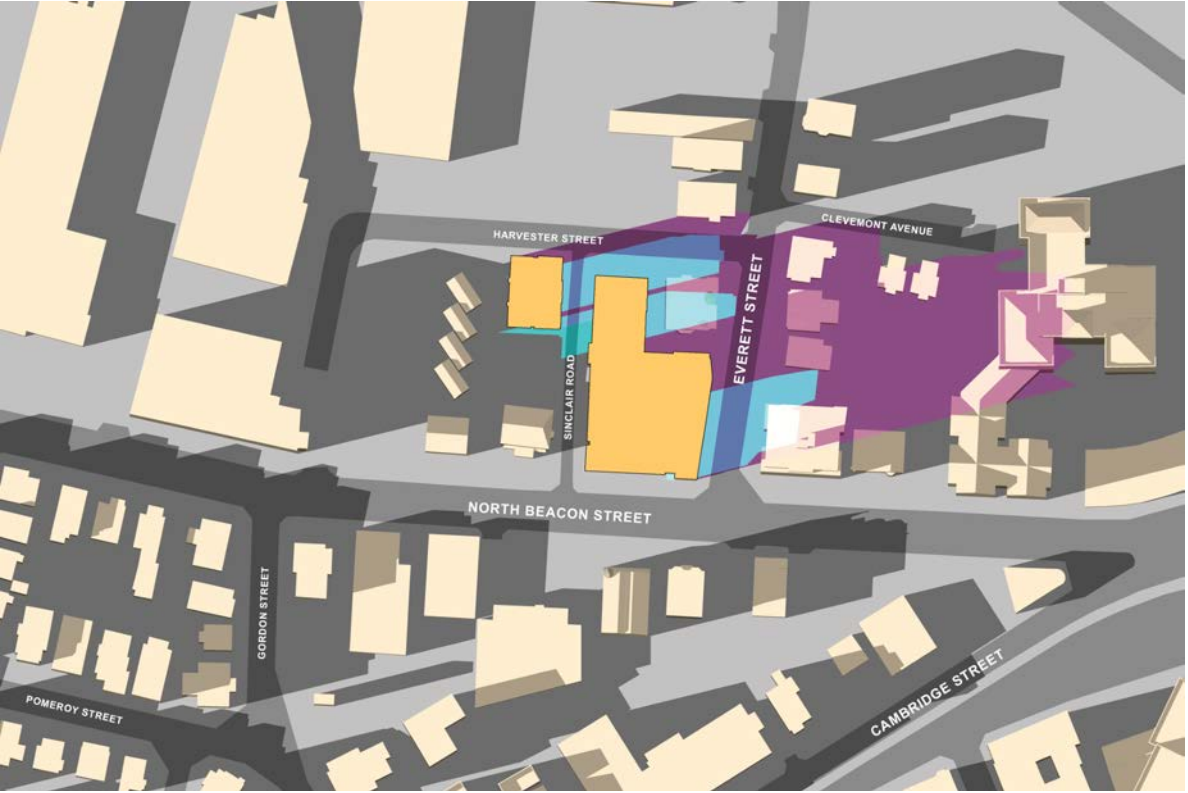 CLEVEMONT AVENUE
HARVESTER STREET
EVERETT STREET
SINCLAIR ROAD
NORTH BEACON STREET
GORDON STREET
CAMBRIDGE STREET
POMEROY STREET